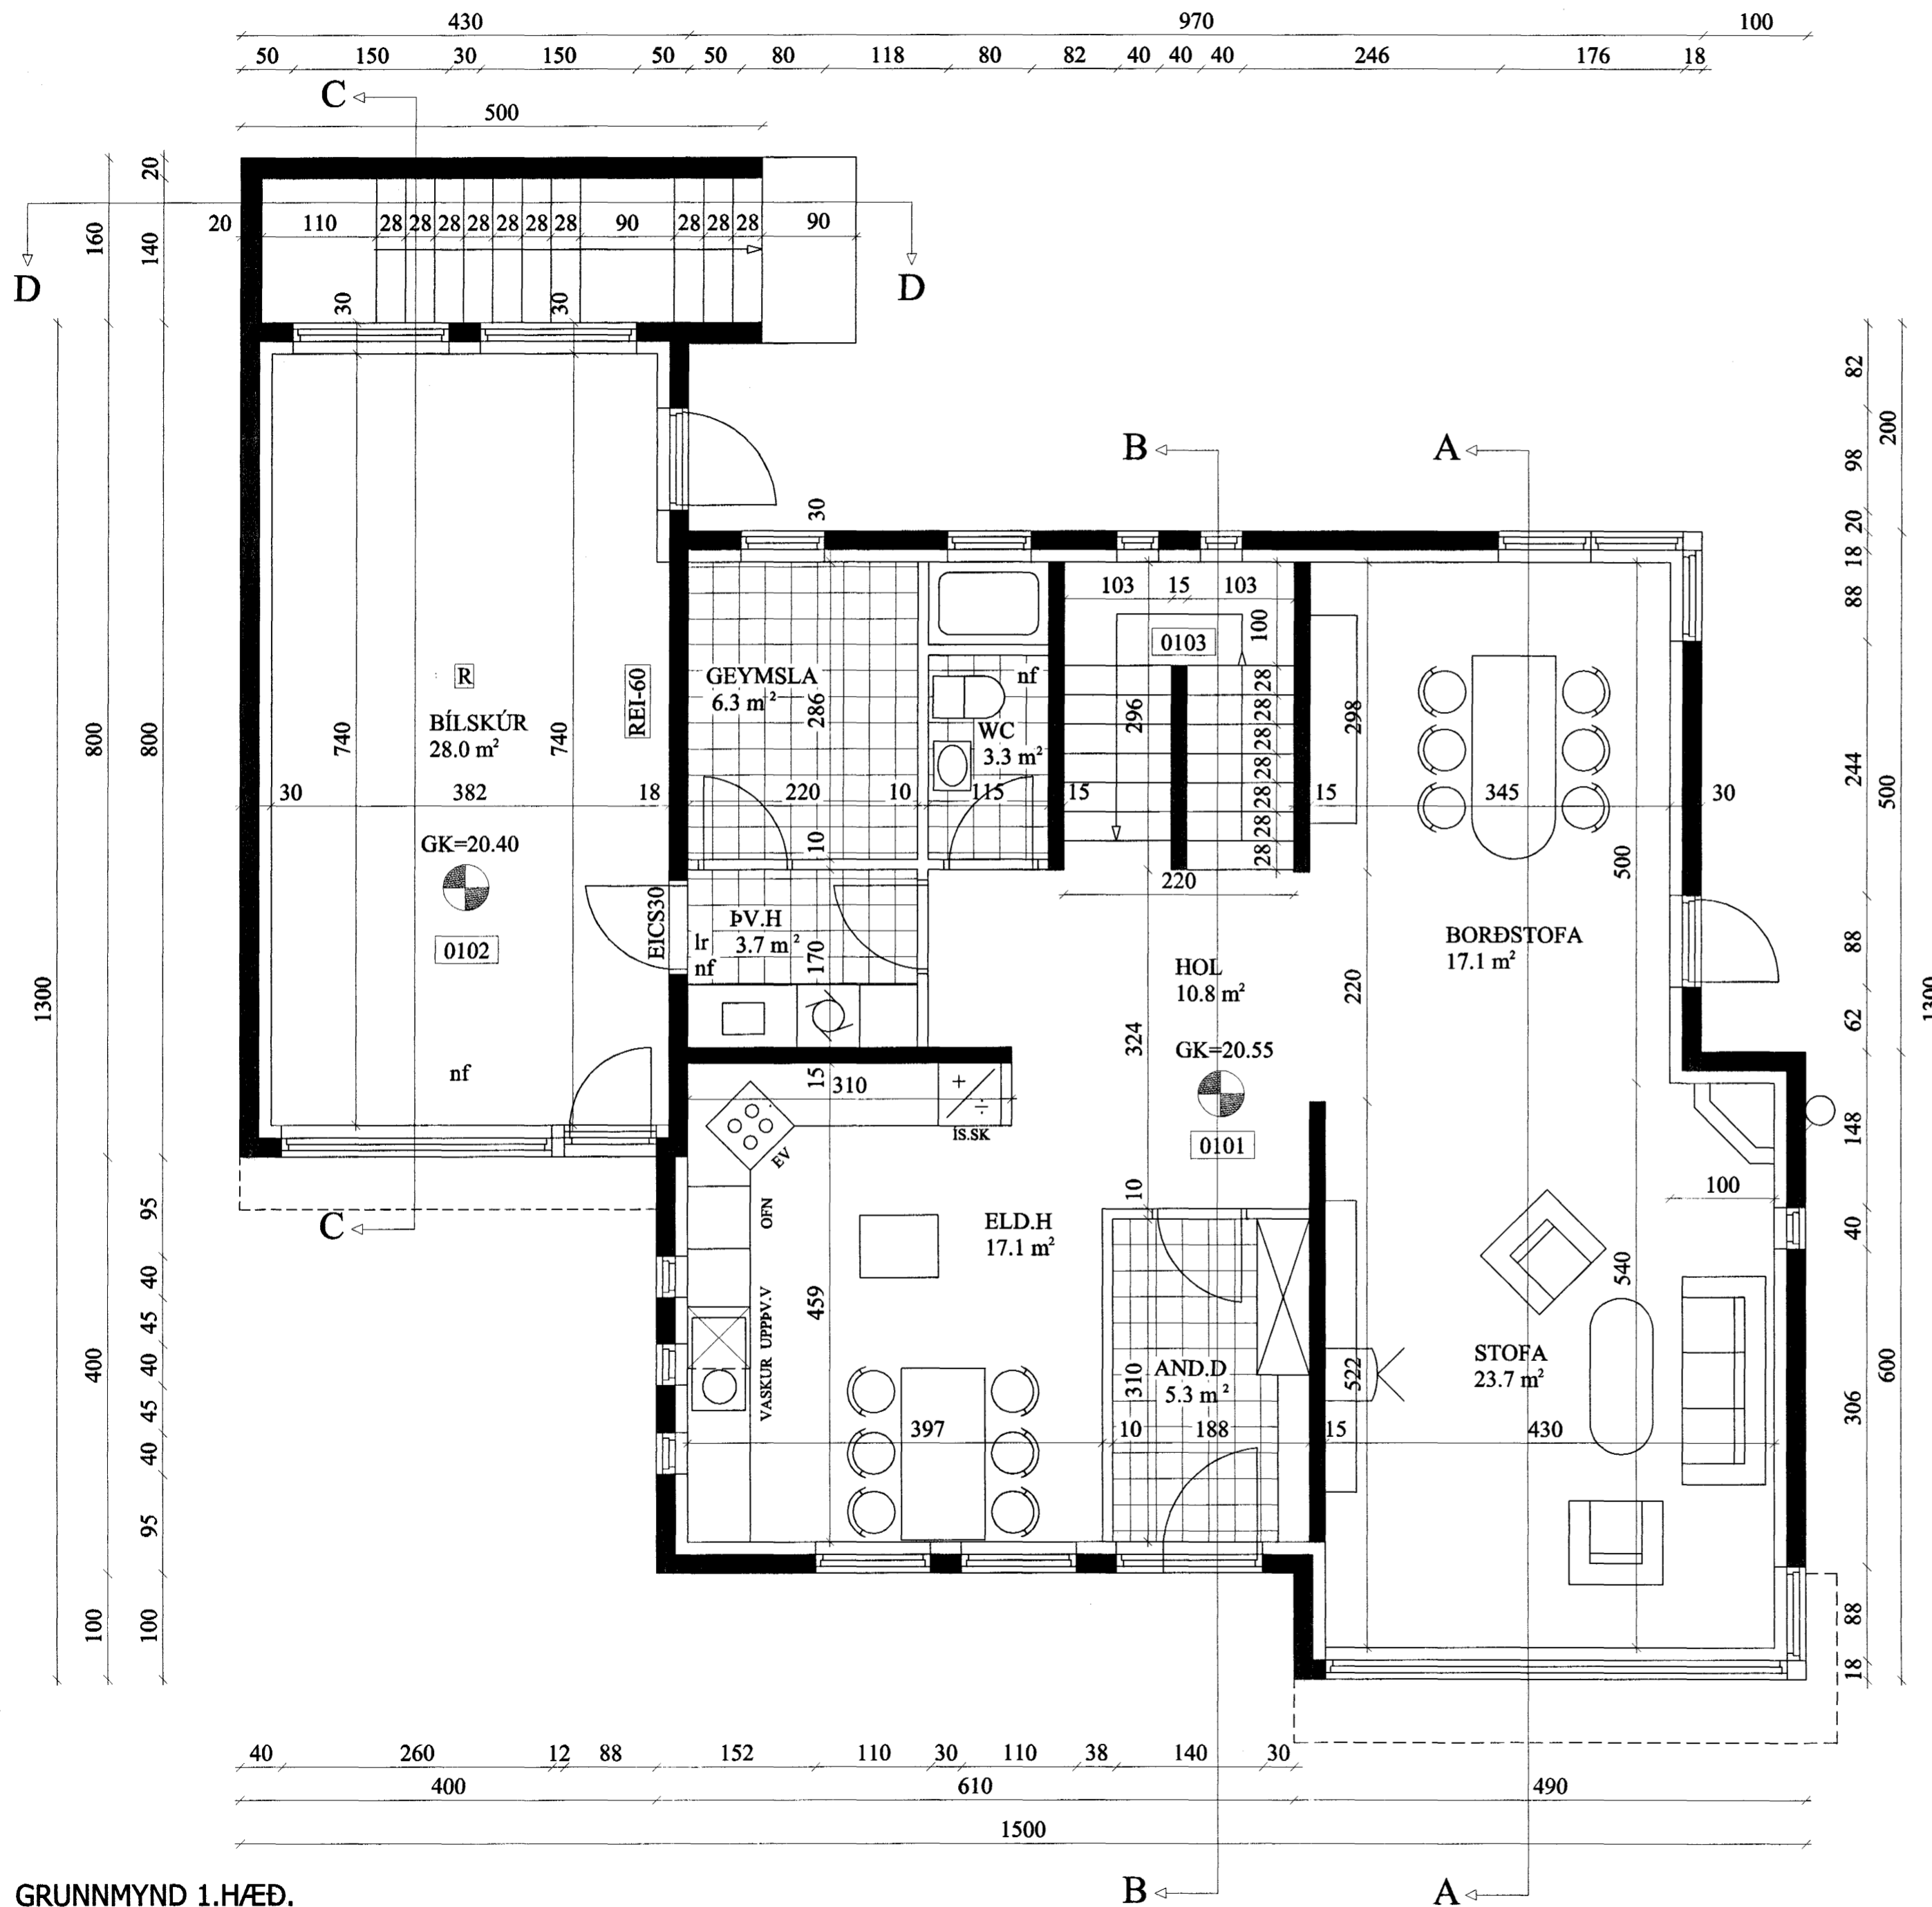 430 970 100
50 150 30 150 50 50 80 118 80 82 40 40 40 246 176 18
C
500
20
160
140
20 110 28 28 28 28 28 28 28 90 28 28 28 90
D D
30 30
82
200
98
B A
30
20
18
88
103 15 103
100
0103
R
REI-60
GEYMSLA
6.3 m²
286
nf
WC
3.3 m²
296
28
28
28
28
28
28
28
298
BÍLSKÚR
28.0 m²
740 740
800 800
244
500
30 382 18 220 10 115 15 15 345 30
10
GK=20.40
220
500
EICS30
ÞV.H
3.7 m²
lr
nf
170
0102
BORÐSTOFA
17.1 m²
88
HOL
10.8 m²
220
1300
1300
324
62
GK=20.55
nf
15
310
+
÷
ÍS.SK
EV
0101
148
100
10
95
OFN
C
ELD.H
17.1 m²
40
540
40
45
459
UPPÞV.V
VASKUR
400
40
45
310
AND.D
5.3 m²
522
STOFA
23.7 m²
600
306
40
397 10 188 15 430
95
100 100
88
18
40 260 12 88 152 110 30 110 38 140 30
400 610 490
1500
B A
GRUNNMYND 1.HÆÐ.